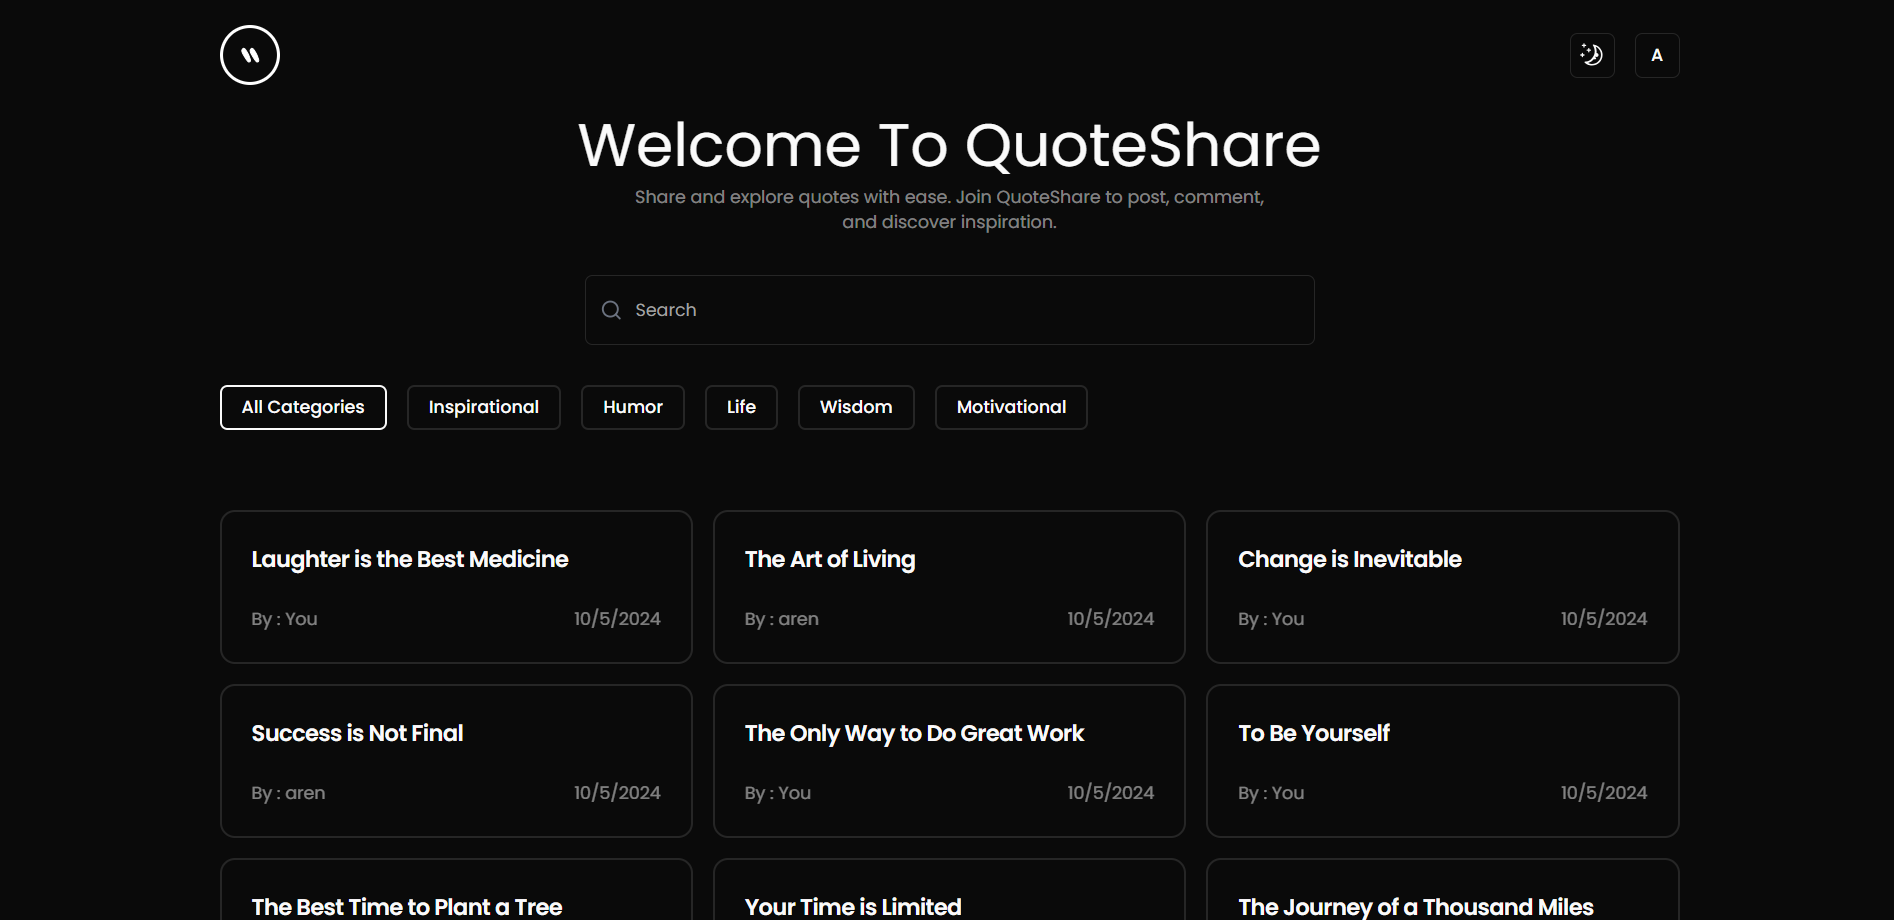 A
Welcome To QuoteShare
Share and explore quotes with ease. Join QuoteShare to post, comment,
and discover inspiration.
Search
All Categories
Inspirational
Humor
Life
Wisdom
Motivational
Laughter is the Best Medicine
By : You
10/5/2024
The Art of Living
By : aren
10/5/2024
Change is Inevitable
By : You
10/5/2024
Success is Not Final
By : aren
10/5/2024
The Only Way to Do Great Work
By : You
10/5/2024
To Be Yourself
By : You
10/5/2024
The Best Time to Plant a Tree
Your Time is Limited
The Journey of a Thousand Miles